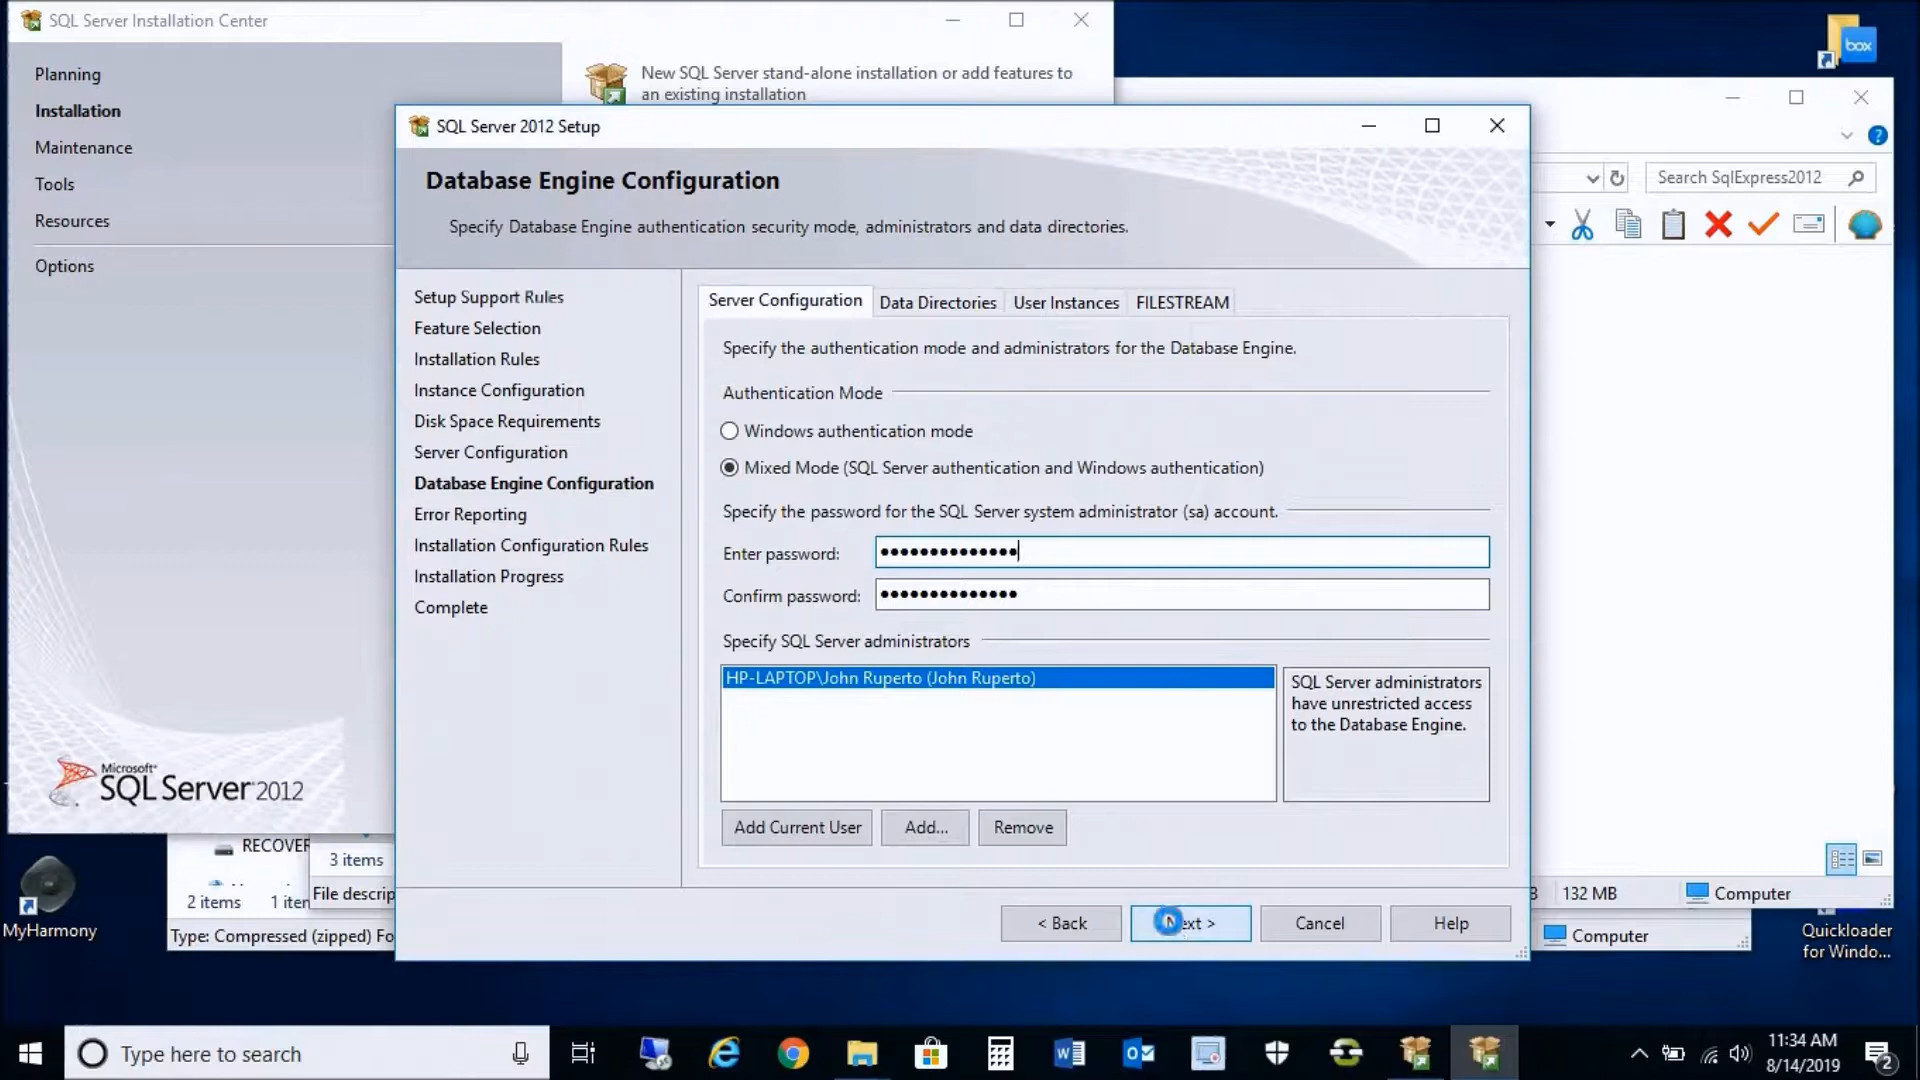 SQL Server Installation Center
Planning
Installation
Maintenance
Tools
Resources
Options
New SQL Server stand-alone installation or add features to
an existing installation
Microsoft®
SQL Server 2012
box
Search SqlExpress2012
SQL Server 2012 Setup
Database Engine Configuration
Specify Database Engine authentication security mode, administrators and data directories.
Setup Support Rules
Feature Selection
Installation Rules
Instance Configuration
Disk Space Requirements
Server Configuration
Database Engine Configuration
Error Reporting
Installation Configuration Rules
Installation Progress
Complete
Server Configuration Data Directories User Instances FILESTREAM
Specify the authentication mode and administrators for the Database Engine.
Authentication Mode
Windows authentication mode
Mixed Mode (SQL Server authentication and Windows authentication)
Specify the password for the SQL Server system administrator (sa) account.
Enter password: ••••••••••••••
Confirm password: ••••••••••••••
Specify SQL Server administrators
HP-LAPTOP\John Ruperto (John Ruperto)
SQL Server administrators
have unrestricted access
to the Database Engine.
Add Current User Add... Remove
< Back Next > Cancel Help
RECOVER
3 items
2 items 1 iten
File descrip
Type: Compressed (zipped) Fo
132 MB Computer
Computer
MyHarmony
Quickloader
for Windo...
Type here to search
11:34 AM
8/14/2019
2